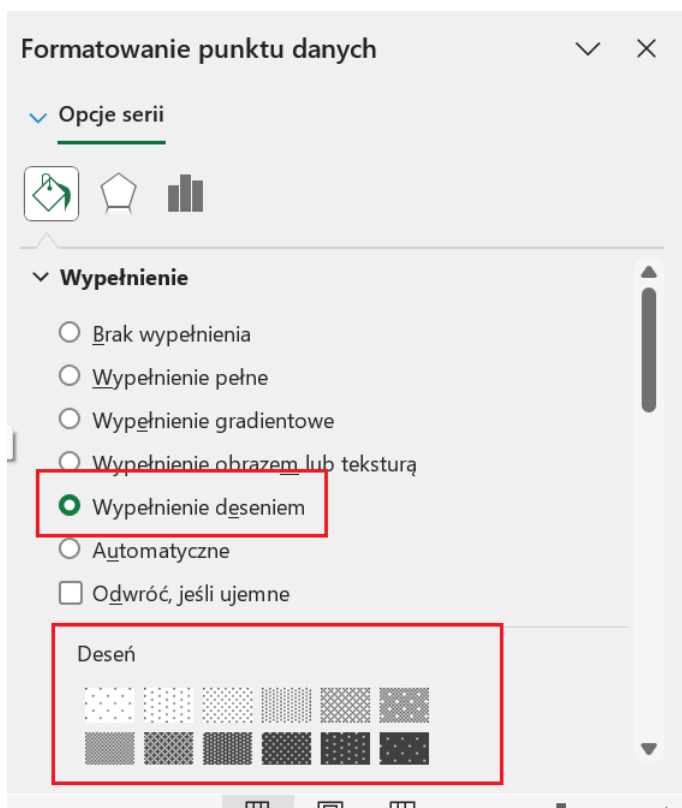 Formatowanie punktu danych
Opcje serii
Wypełnienie
Brak wypełnienia
Wypełnienie pełne
Wypełnienie gradientowe
Wypełnienie obrazem lub teksturą
Wypełnienie deseniem
Automatyczne
Odwróć, jeśli ujemne
Deseń